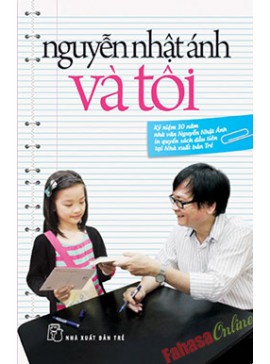 nguyễn nhật ánh
và tôi
Kỷ niệm 30 năm
nhà văn Nguyễn Nhật Ánh
in quyển sách đầu tiên
tại Nhà xuất bản Trẻ
NHÀ XUẤT BẢN TRẺ
FahasaOnline